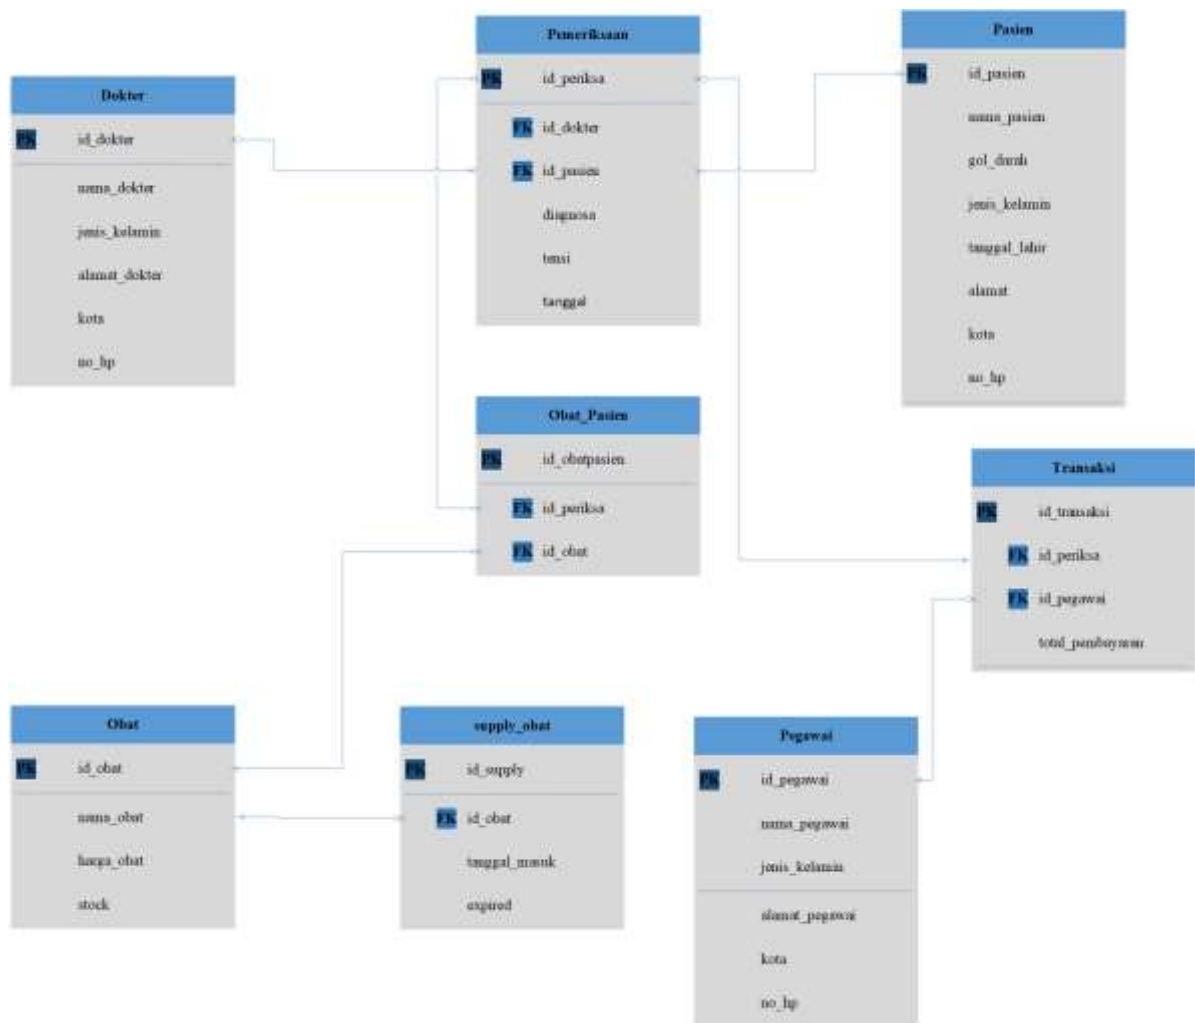 Dokter
PK id_dokter
nama_dokter
jenis_kelamin
alamat_dokter
kota
no_hp
Pemeriksaan
PK id_periksa
FK id_dokter
FK id_pasien
diagnosa
tensi
tanggal
Pasien
PK id_pasien
nama_pasien
gol_darah
jenis_kelamin
tanggal_lahir
alamat
kota
no_hp
Obat_Pasien
PK id_obatpasien
FK id_periksa
FK id_obat
Transaksi
PK id_transaksi
FK id_periksa
FK id_pegawai
total_pembayaran
Obat
PK id_obat
nama_obat
harga_obat
stock
supply_obat
PK id_supply
FK id_obat
tanggal_masuk
expired
Pegawai
PK id_pegawai
nama_pegawai
jenis_kelamin
alamat_pegawai
kota
no_hp